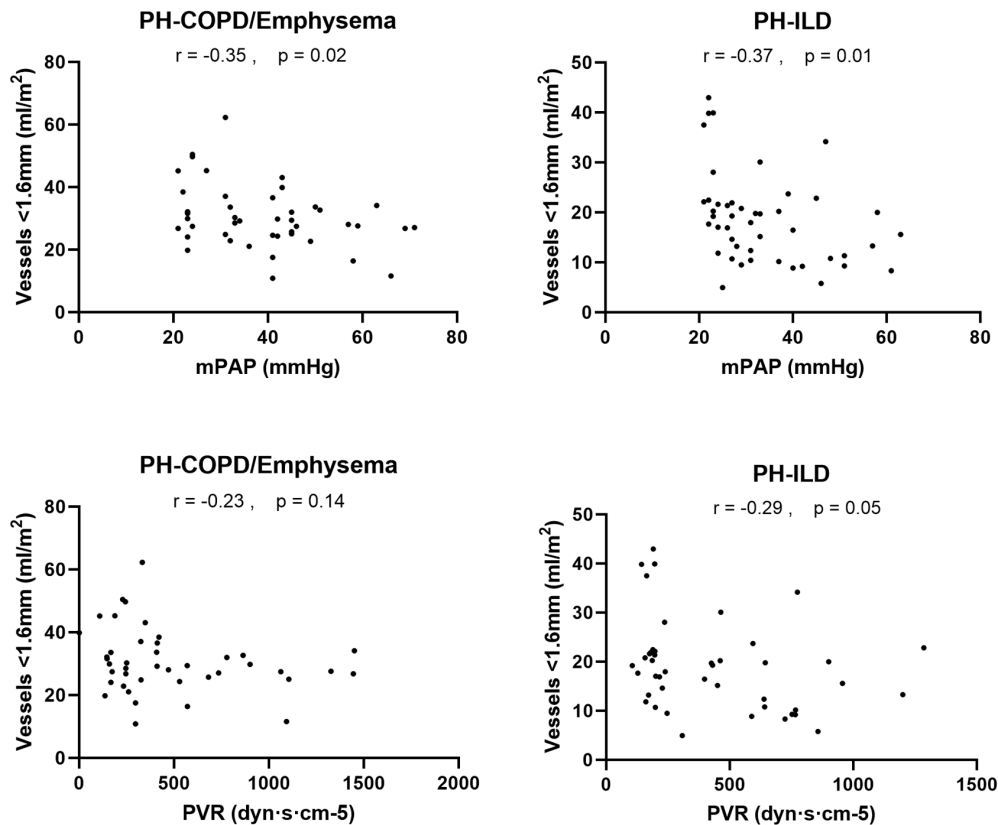 PH-COPD/Emphysema
r = -0.35 ,    p = 0.02
Vessels <1.6mm (ml/m²)
80
60
40
20
0
0 20 40 60 80
mPAP (mmHg)
PH-ILD
r = -0.37 ,    p = 0.01
Vessels <1.6mm (ml/m²)
50
40
30
20
10
0
0 20 40 60 80
mPAP (mmHg)
PH-COPD/Emphysema
r = -0.23 ,    p = 0.14
Vessels <1.6mm (ml/m²)
80
60
40
20
0
0 500 1000 1500 2000
PVR (dyn·s·cm-5)
PH-ILD
r = -0.29 ,    p = 0.05
Vessels <1.6mm (ml/m²)
50
40
30
20
10
0
0 500 1000 1500
PVR (dyn·s·cm-5)